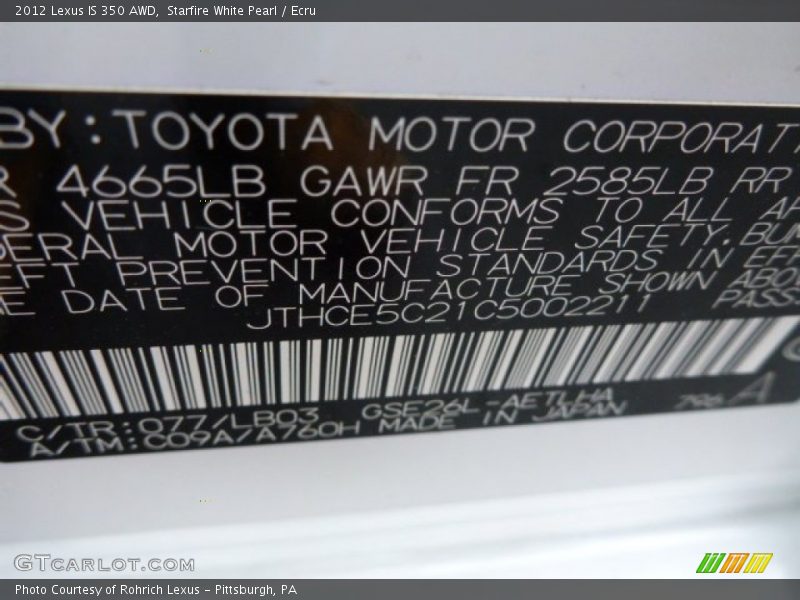 2012 Lexus IS 350 AWD,  Starfire White Pearl / Ecru
BY : TOYOTA MOTOR CORPORATI
R 4665LB GAWR FR 2585LB RR
S VEHICLE CONFORMS TO ALL AP
DERAL MOTOR VEHICLE SAFETY, BUM
EFT PREVENTION STANDARDS IN EFF
E DATE OF MANUFACTURE SHOWN ABOV
JTHCE5C21C5002211 PASS
C/TR: 077/LB03 GSE26L-AETLHA
A/TM: C09A/A760H MADE IN JAPAN 796 A
GTCARLOT.COM
Photo Courtesy of Rohrich Lexus – Pittsburgh, PA